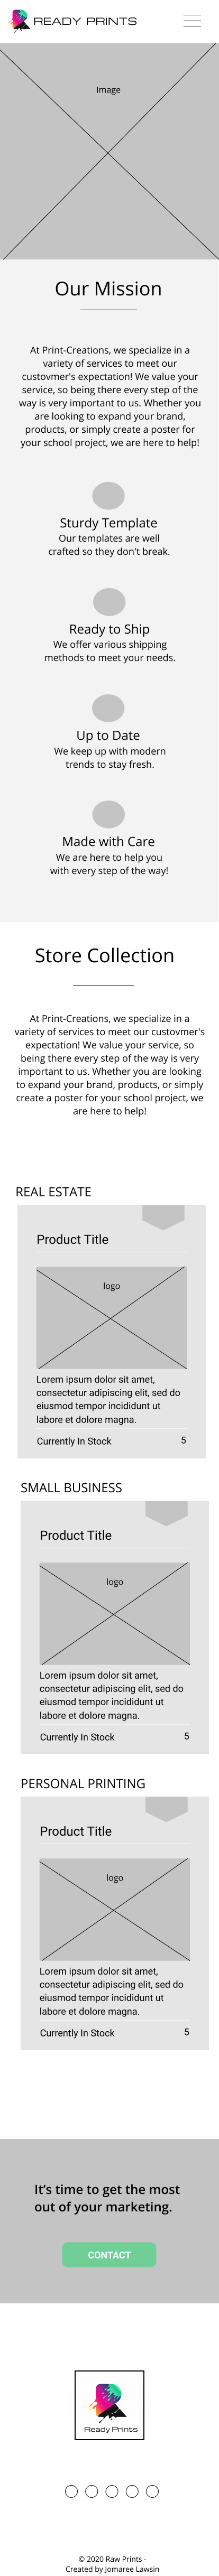 READY PRINTS
Image
Our Mission
At Print-Creations, we specialize in a
variety of services to meet our
custovmer's expectation! We value your
service, so being there every step of the
way is very important to us. Whether you
are looking to expand your brand,
products, or simply create a poster for
your school project, we are here to help!
Sturdy Template
Our templates are well
crafted so they don't break.
Ready to Ship
We offer various shipping
methods to meet your needs.
Up to Date
We keep up with modern
trends to stay fresh.
Made with Care
We are here to help you
with every step of the way!
Store Collection
At Print-Creations, we specialize in a
variety of services to meet our custovmer's
expectation! We value your service, so
being there every step of the way is very
important to us. Whether you are looking
to expand your brand, products, or simply
create a poster for your school project, we
are here to help!
REAL ESTATE
Product Title
logo
Lorem ipsum dolor sit amet,
consectetur adipiscing elit, sed do
eiusmod tempor incididunt ut
labore et dolore magna.
Currently In Stock 5
SMALL BUSINESS
Product Title
logo
Lorem ipsum dolor sit amet,
consectetur adipiscing elit, sed do
eiusmod tempor incididunt ut
labore et dolore magna.
Currently In Stock 5
PERSONAL PRINTING
Product Title
logo
Lorem ipsum dolor sit amet,
consectetur adipiscing elit, sed do
eiusmod tempor incididunt ut
labore et dolore magna.
Currently In Stock 5
It's time to get the most
out of your marketing.
CONTACT
Ready Prints
© 2020 Raw Prints -
Created by Jomaree Lawsin